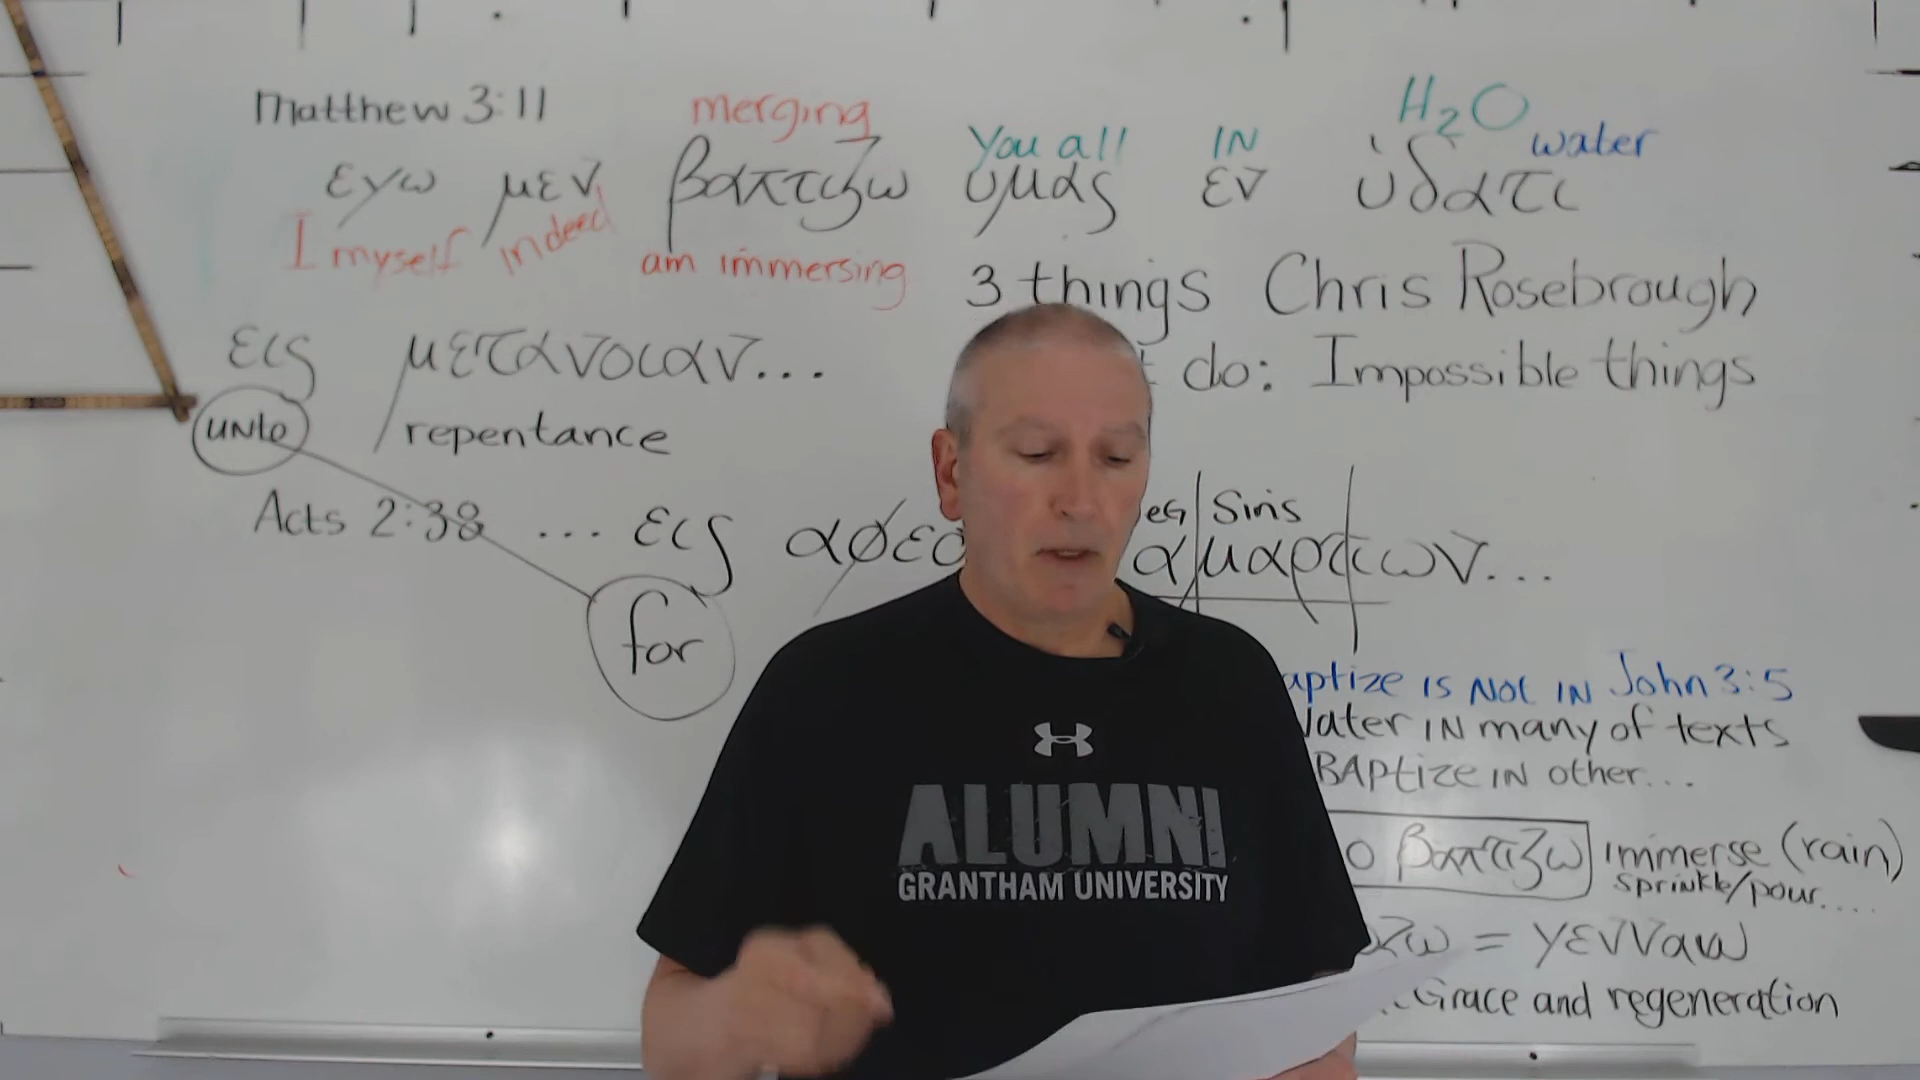 Matthew 3:11
merging
H₂O
You all
IN
water
εγω μεν βαπτιζω υμας εν ὑδατι
I myself indeed
am immersing
3 things Chris Rosebrough
do: Impossible things
εις μετανοιαν...
unto
repentance
Sins
Acts 2:38 ... εις αφεσ αμαρτιων...
for
aptize is Not in John 3:5
Water IN many of texts
BAPtize IN other...
βαπτιζω immerse (rain)
sprinkle/pour....
ζω = γενναω
Grace and regeneration
ALUMNI
GRANTHAM UNIVERSITY